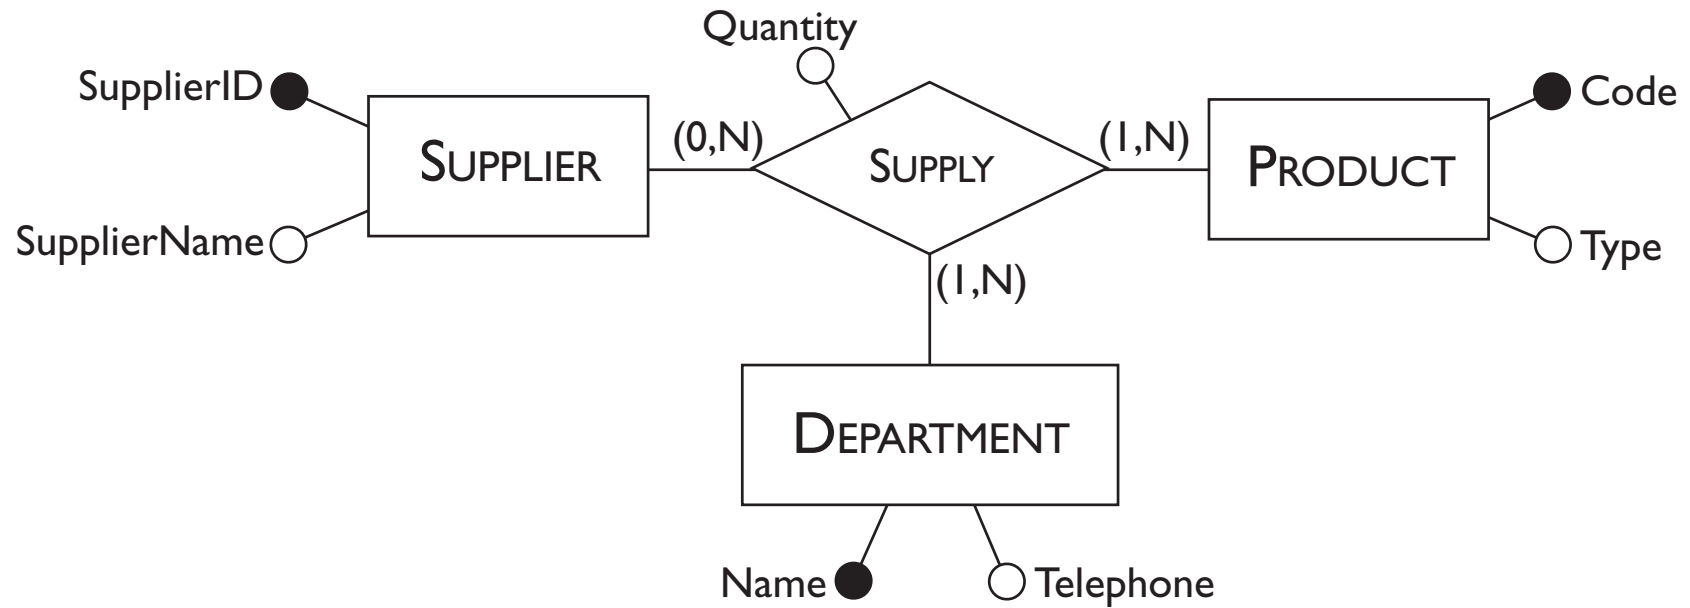 Quantity
SupplierID
Code
(0,N)
(1,N)
SUPPLIER
SUPPLY
PRODUCT
SupplierName
Type
(1,N)
DEPARTMENT
Name
Telephone